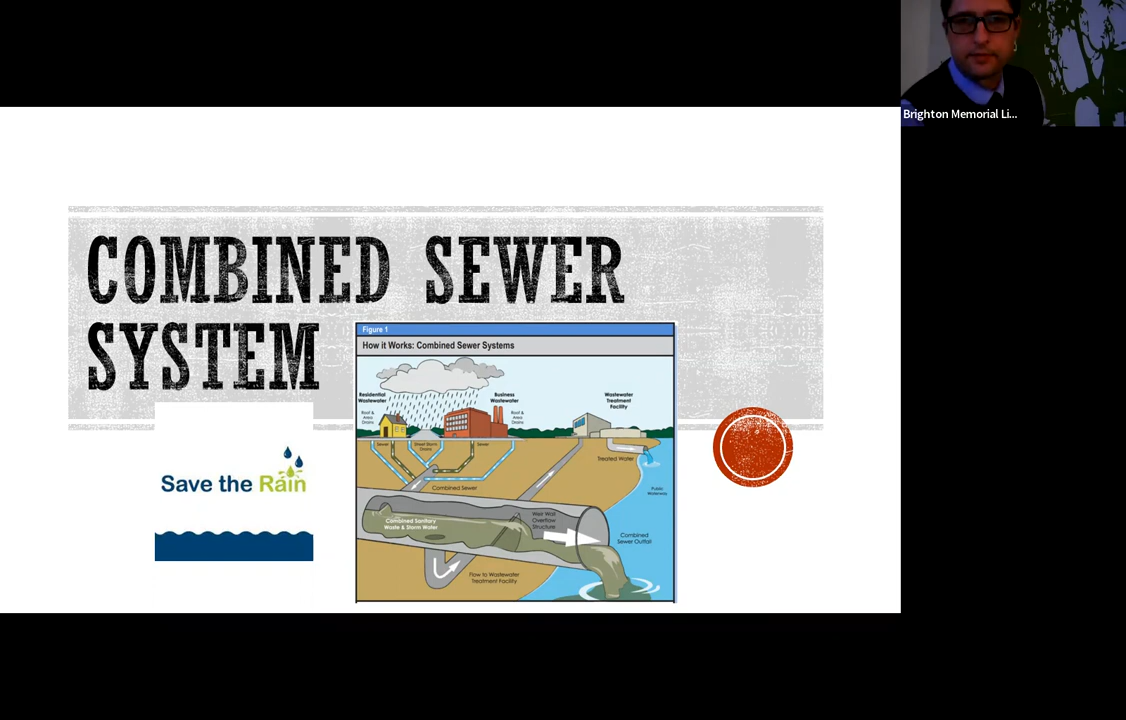 Brighton Memorial Li...
COMBINED SEWER
SYSTEM
Figure 1
How it Works: Combined Sewer Systems
Residential
Wastewater
Business
Wastewater
Wastewater
Treatment
Facility
Roof &
Area
Drains
Roof &
Area
Drains
Sewer
Street Storm
Drains
Sewer
Treated Water
Combined Sewer
Public
Waterway
Combined Sanitary
Waste & Storm Water
Weir Wall
Overflow
Structure
Combined
Sewer Outfall
Flow to Wastewater
Treatment Facility
Save the Rain